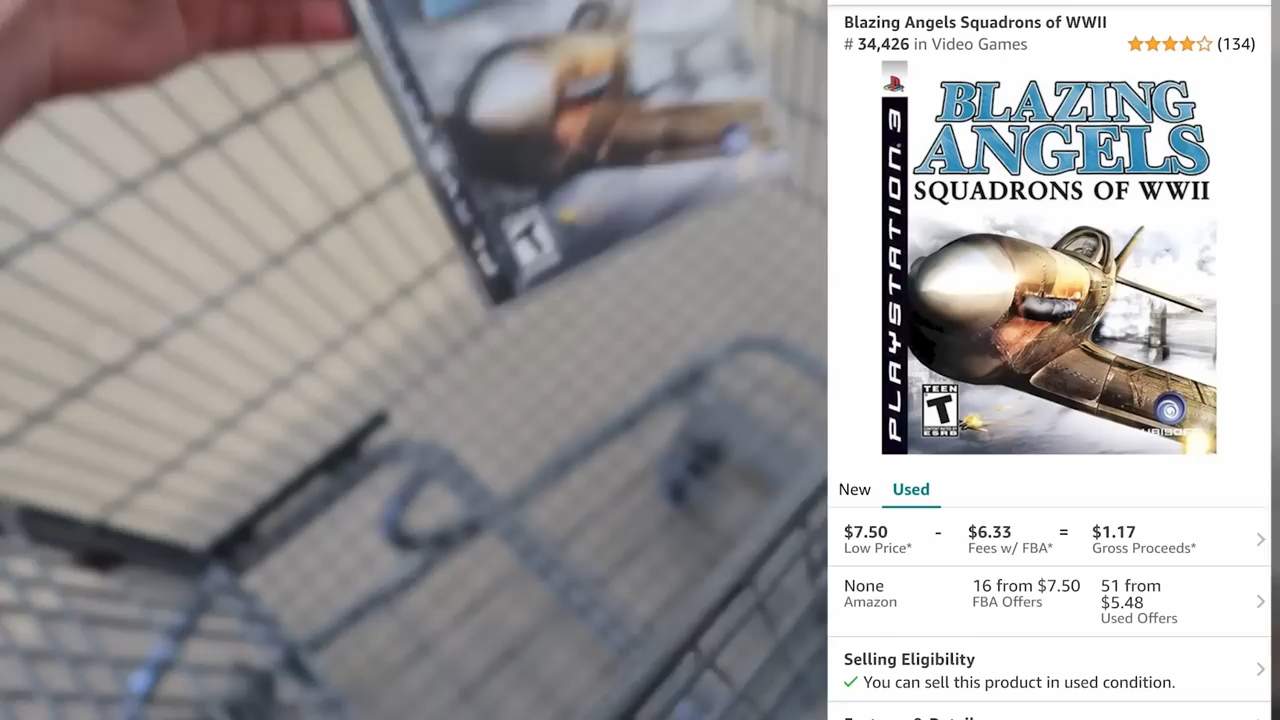 Blazing Angels Squadrons of WWII
# 34,426 in Video Games
(134)
BLAZING
ANGELS
SQUADRONS OF WWII
PLAYSTATION 3
TEEN
T
ESRB
UBISOFT
T
New
Used
$7.50 - $6.33 = $1.17
Low Price* Fees w/ FBA* Gross Proceeds*
None 16 from $7.50 51 from
$5.48
Amazon FBA Offers Used Offers
Selling Eligibility
✓ You can sell this product in used condition.